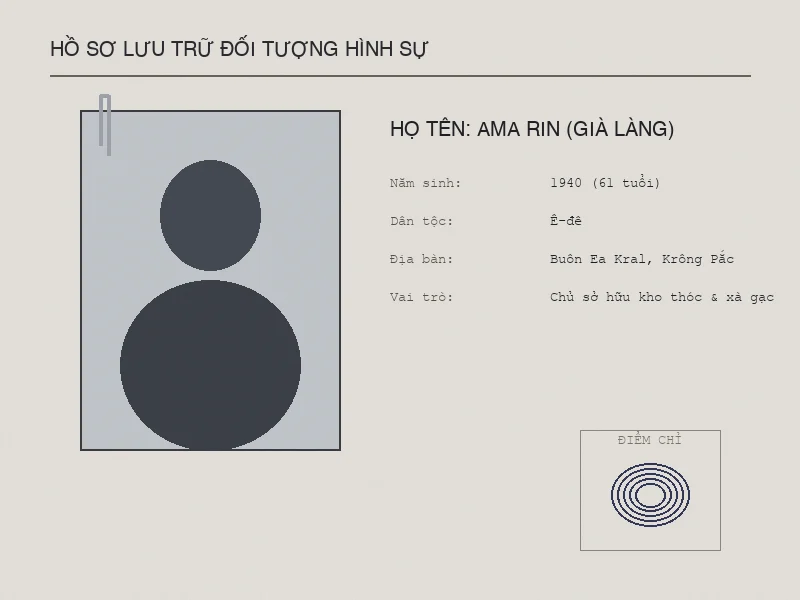 HỒ SƠ LƯU TRỮ ĐỐI TƯỢNG HÌNH SỰ
HỌ TÊN: AMA RIN (GIÀ LÀNG)
Năm sinh: 1940 (61 tuổi)
Dân tộc: Ê-đê
Địa bàn: Buôn Ea Kral, Krông Pắc
Vai trò: Chủ sở hữu kho thóc & xà gạc
ĐIỂM CHỈ